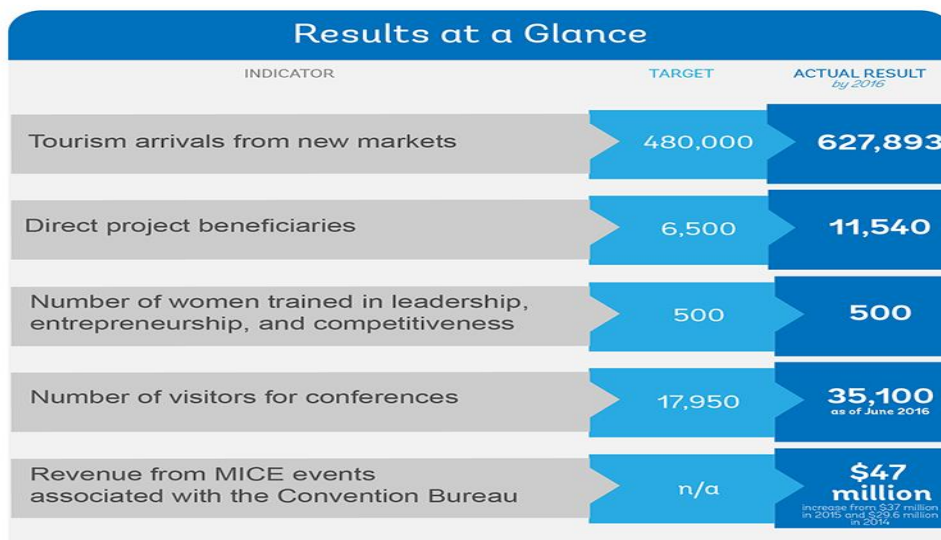 Results at a Glance
INDICATOR TARGET ACTUAL RESULT
by 2016
Tourism arrivals from new markets 480,000 627,893
Direct project beneficiaries 6,500 11,540
Number of women trained in leadership,
entrepreneurship, and competitiveness 500 500
Number of visitors for conferences 17,950 35,100
as of June 2016
Revenue from MICE events
associated with the Convention Bureau n/a $47
million
increase from $37 million
in 2015 and $29.6 million
in 2014